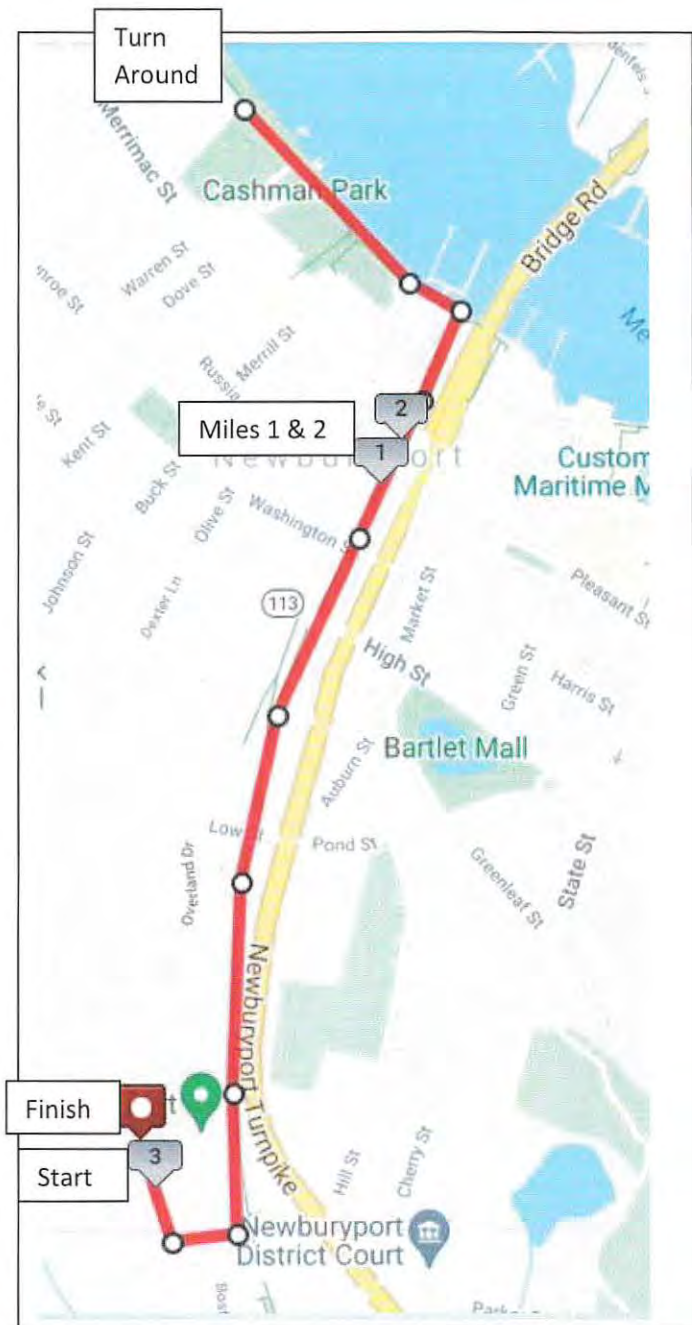 Turn
Around
Merrimac St
Cashman Park
Bridge Rd
Warren St
Dove St
Merrill St
Miles 1 & 2
2
1
Kent St
Buck St
Olive St
Washington S
Johnson St
Dexter Ln
113
Custom
Maritime M
Pleasant St
Market St
High St
Green St
Harris St
Bartlet Mall
Auburn St
Low St
Pond St
Overland Dr
Greenleaf St
State St
Newburyport Turnpike
Finish
Start
3
Hill St
Cherry St
Newburyport
District Court